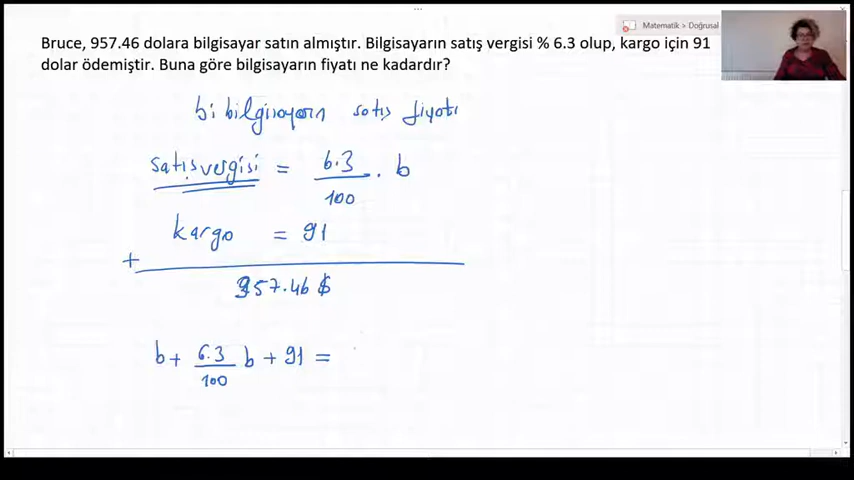 Matematik > Doğrusal
Bruce, 957.46 dolara bilgisayar satın almıştır. Bilgisayarın satış vergisi % 6.3 olup, kargo için 91
dolar ödemiştir. Buna göre bilgisayarın fiyatı ne kadardır?
b: bilgisayarın satış fiyatı
satış vergisi = 6.3/100 . b
kargo = 91
+
957.46 $
b + 6.3/100 b + 91 =